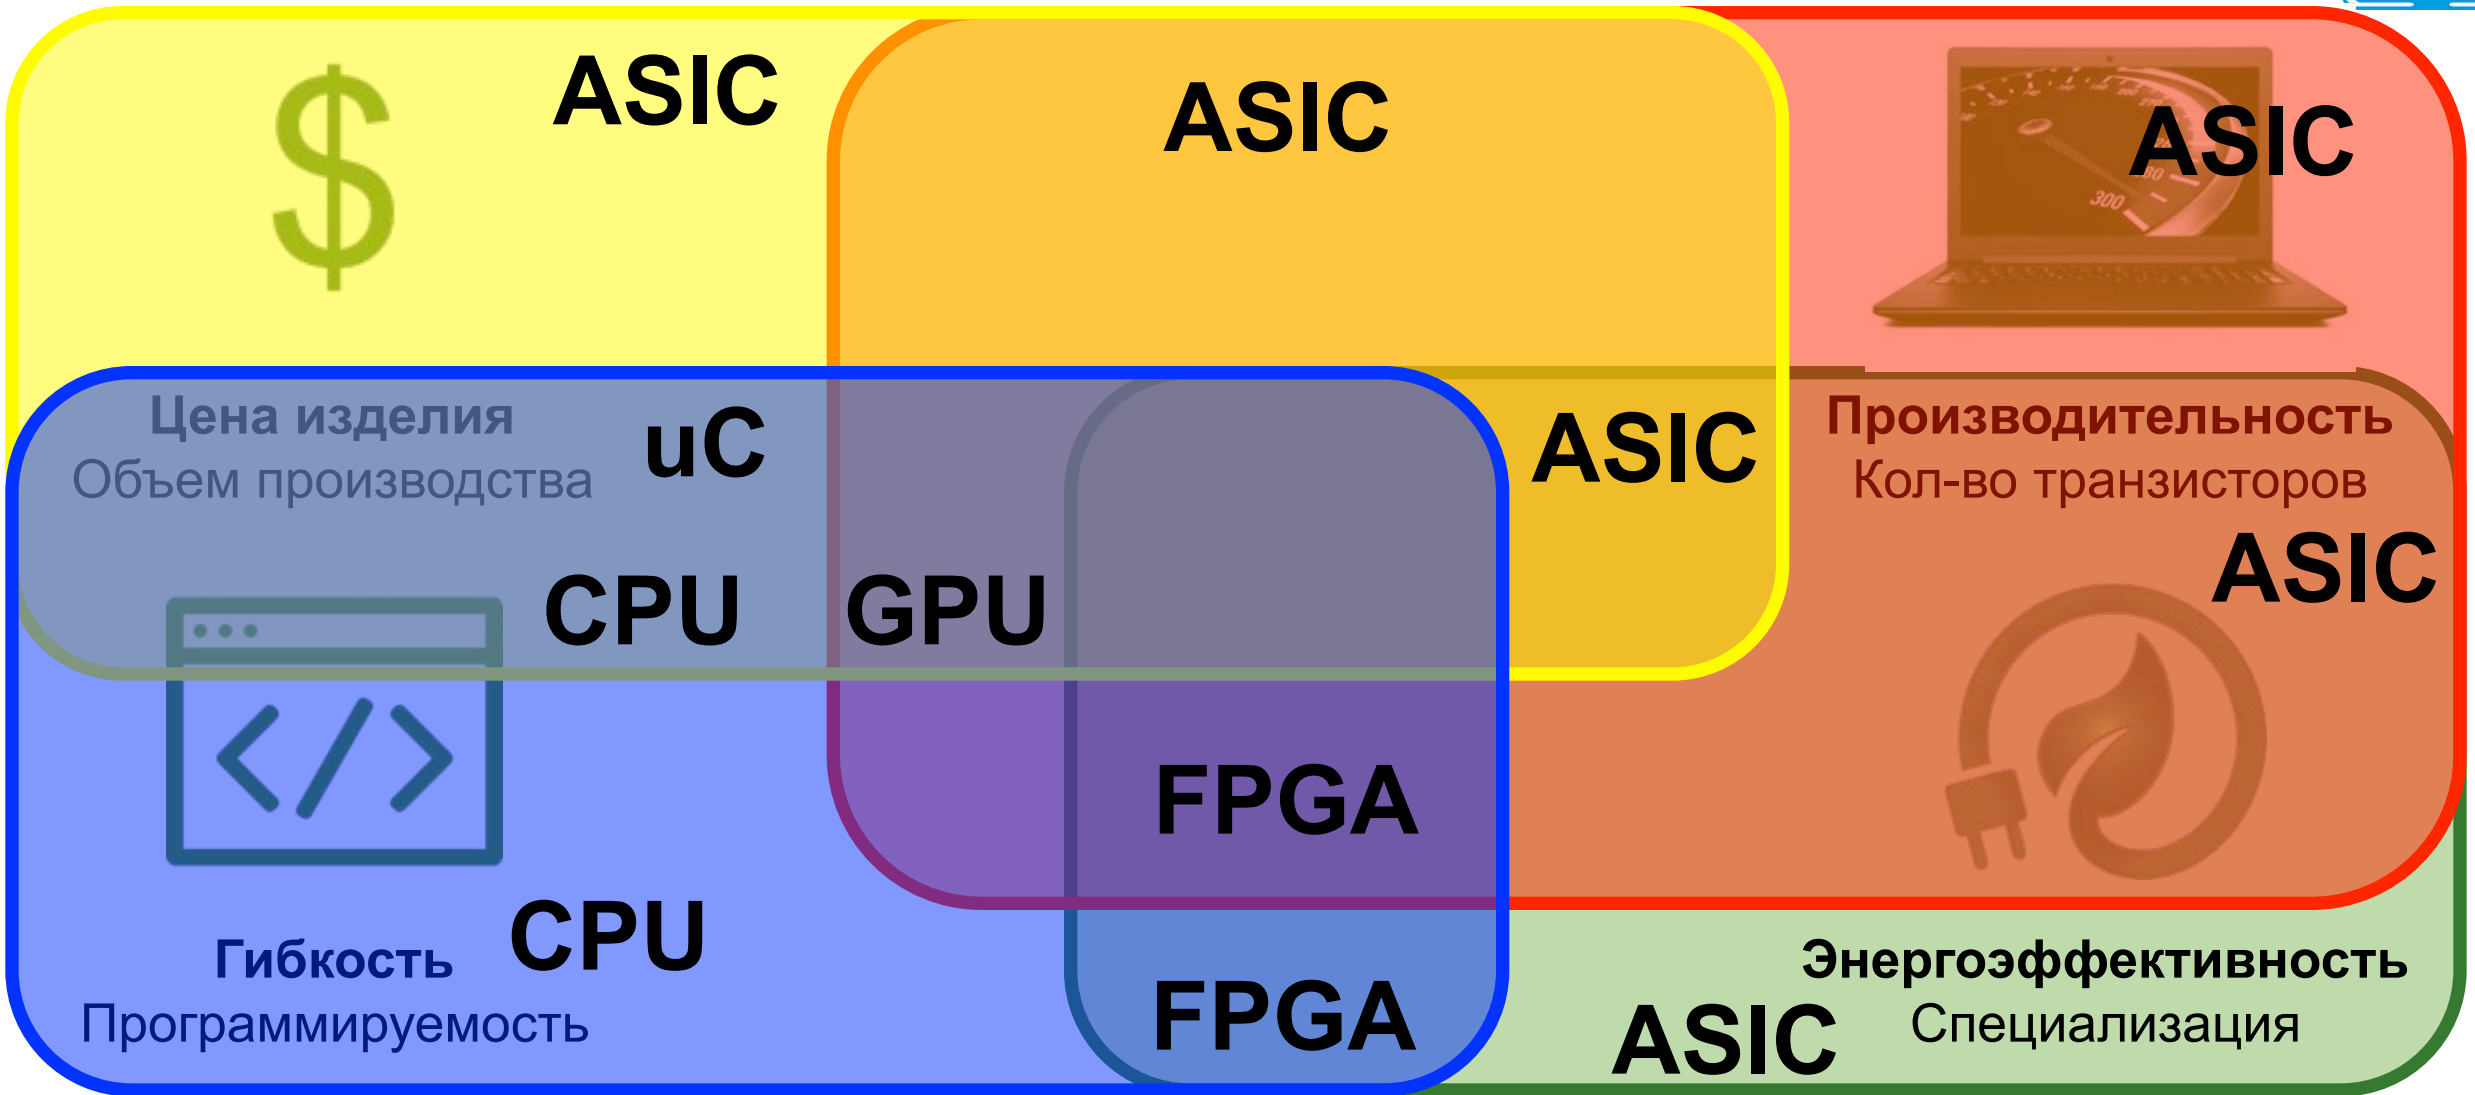 ASIC
ASIC
ASIC
300
Цена изделия
Объем производства
uC
ASIC
Производительность
Кол-во транзисторов
ASIC
CPU
GPU
</>
FPGA
CPU
Гибкость
Программируемость
Энергоэффективность
Специализация
FPGA
ASIC